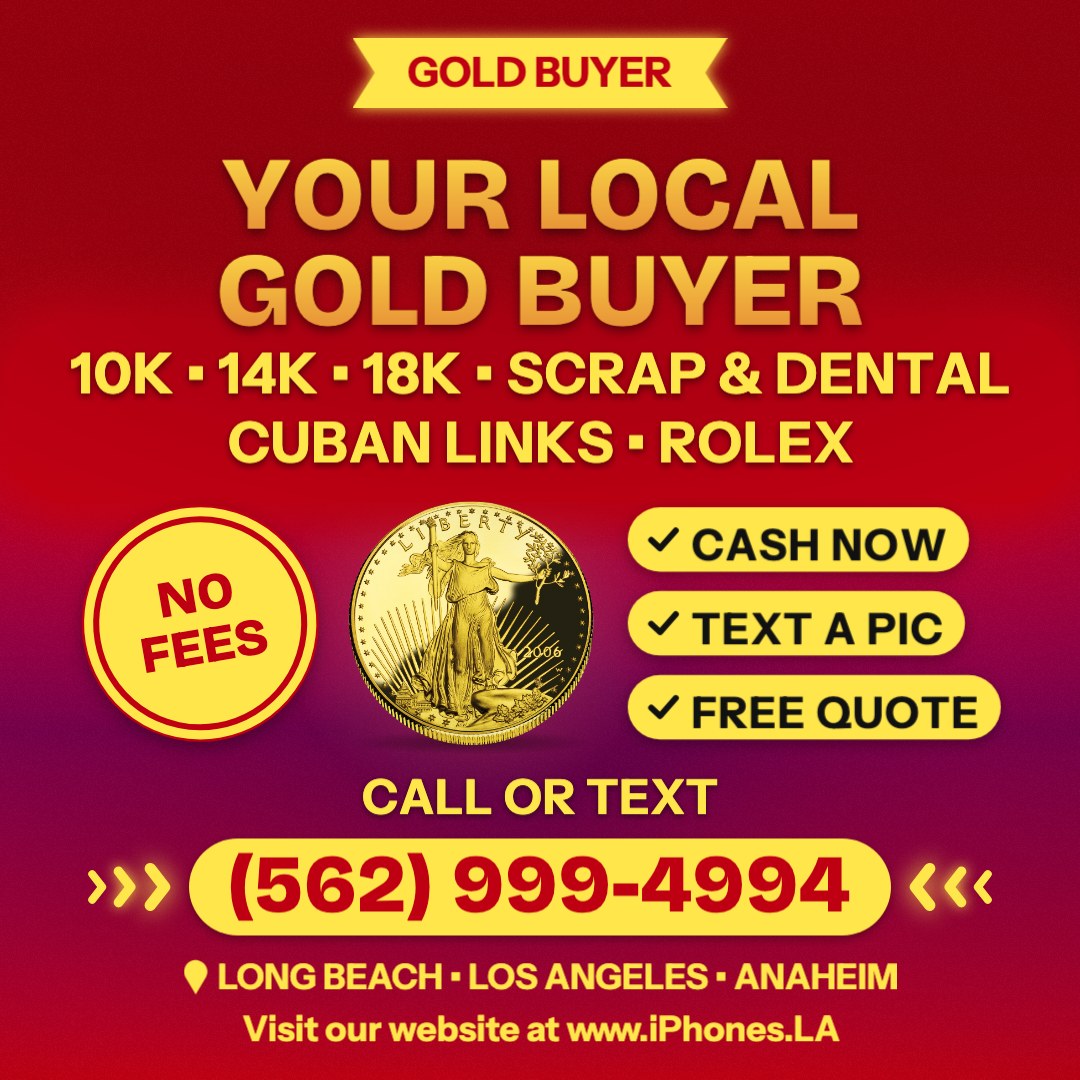 GOLD BUYER
YOUR LOCAL
GOLD BUYER
10K ▪ 14K ▪ 18K ▪ SCRAP & DENTAL
CUBAN LINKS ▪ ROLEX
NO
FEES
LIBERTY
2006
✓ CASH NOW
✓ TEXT A PIC
✓ FREE QUOTE
CALL OR TEXT
(562) 999-4994
LONG BEACH ▪ LOS ANGELES ▪ ANAHEIM
Visit our website at www.iPhones.LA